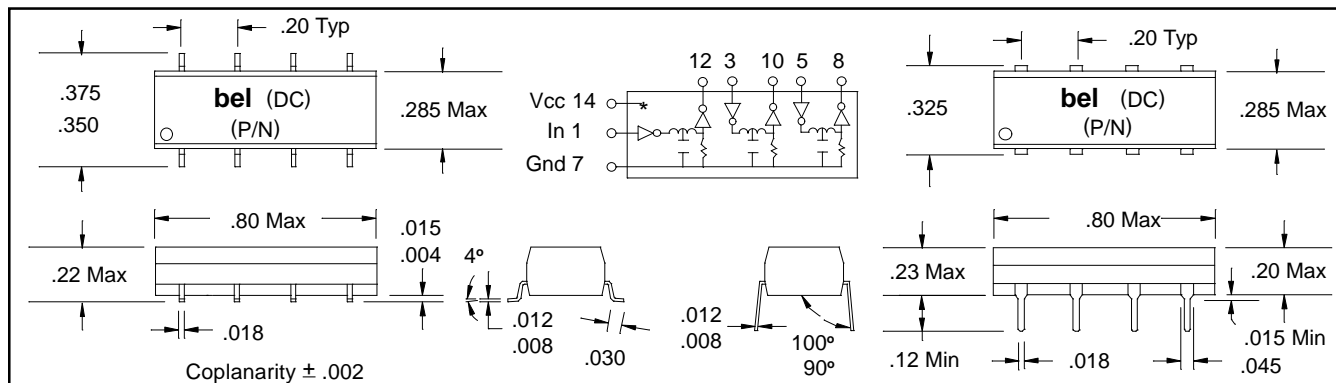 .20 Typ
.375
.350
bel (DC)
(P/N)
.285 Max
12 3 10 5 8
Vcc 14
*
In 1
Gnd 7
.20 Typ
.325
bel (DC)
(P/N)
.285 Max
.80 Max
.22 Max
.015
.004
.018
Coplanarity ± .002
4º
.012
.008
.030
.012
.008
100º
90º
.80 Max
.23 Max
.20 Max
.12 Min
.018
.015 Min
.045